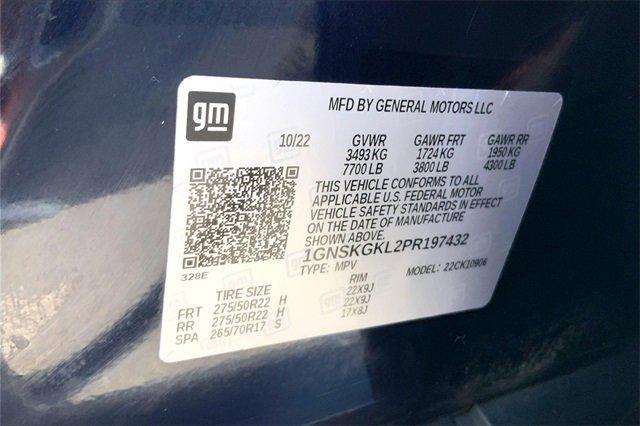 gm
MFD BY GENERAL MOTORS LLC
10/22 GVWR GAWR FRT GAWR RR
3493 KG 1724 KG 1950 KG
7700 LB 3800 LB 4300 LB
THIS VEHICLE CONFORMS TO ALL
APPLICABLE U.S. FEDERAL MOTOR
VEHICLE SAFETY STANDARDS IN EFFECT
ON THE DATE OF MANUFACTURE
SHOWN ABOVE
1GNSKGKL2PR197432
328E
TYPE: MPV MODEL: 22CK10906
TIRE SIZE RIM
FRT 275/50R22 H 22X9J
RR 275/50R22 H 22X9J
SPA 265/70R17 S 17X8J